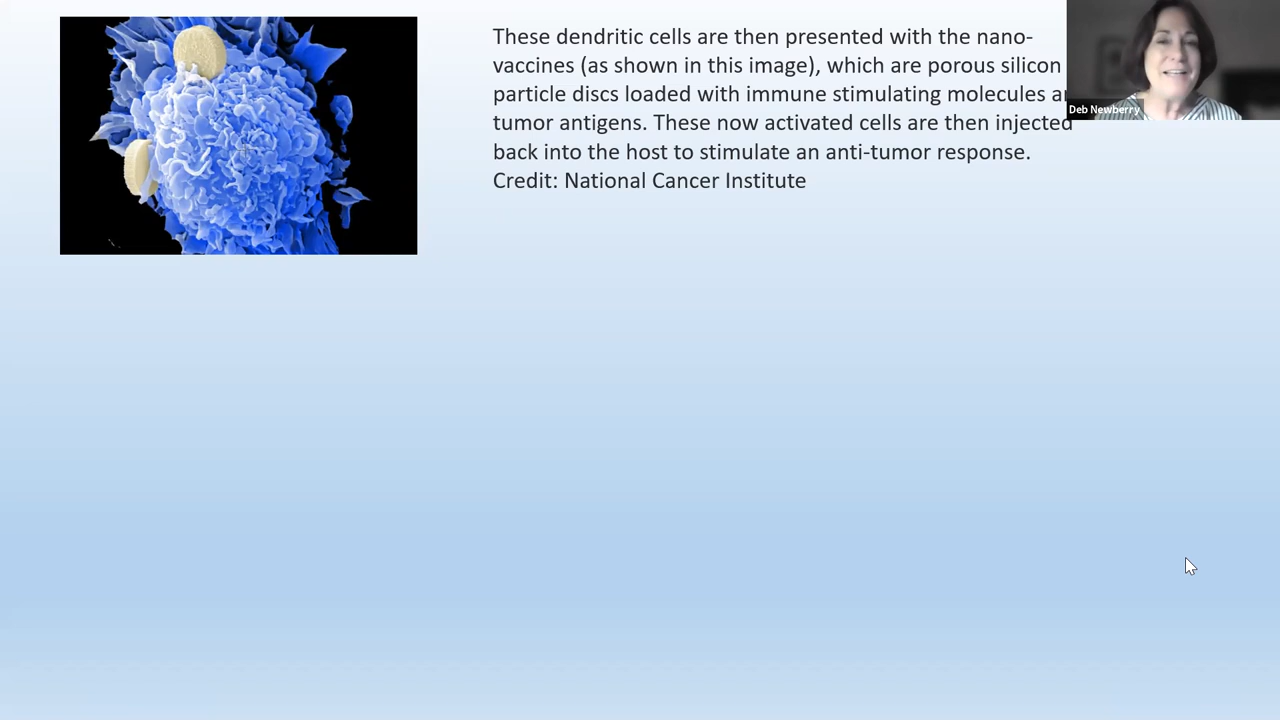 These dendritic cells are then presented with the nano-
vaccines (as shown in this image), which are porous silicon
particle discs loaded with immune stimulating molecules
tumor antigens. These now activated cells are then injected
back into the host to stimulate an anti-tumor response.
Credit: National Cancer Institute
Deb Newberry